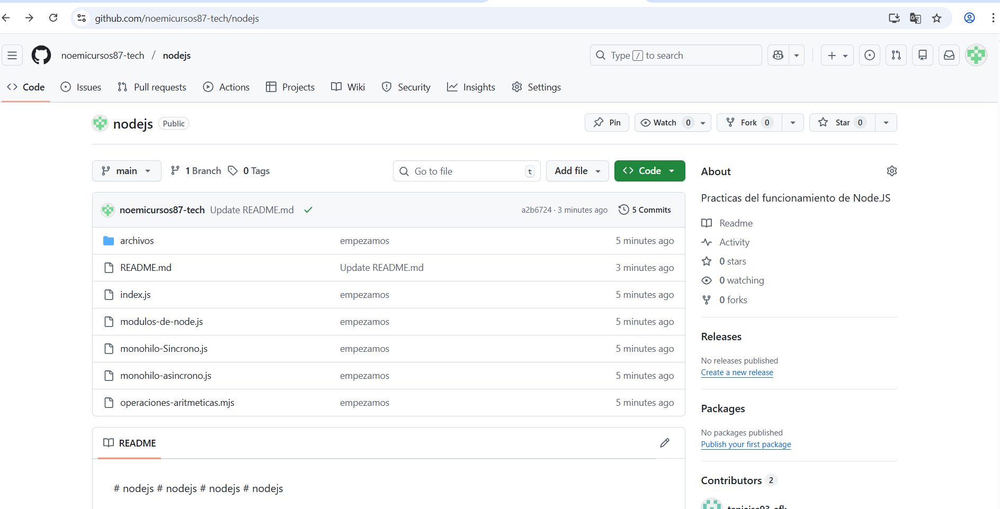 github.com/noemicursos87-tech/nodejs
noemicursos87-tech / nodejs
Type / to search
Code Issues Pull requests Actions Projects Wiki Security Insights Settings
nodejs Public
Pin Watch 0 Fork 0 Star 0
main 1 Branch 0 Tags Go to file t Add file Code
noemicursos87-tech Update README.md a2b6724 · 3 minutes ago 5 Commits
archivos empezamos 5 minutes ago
README.md Update README.md 3 minutes ago
index.js empezamos 5 minutes ago
modulos-de-node.js empezamos 5 minutes ago
monohilo-Sincrono.js empezamos 5 minutes ago
monohilo-asincrono.js empezamos 5 minutes ago
operaciones-aritmeticas.mjs empezamos 5 minutes ago
README
# nodejs # nodejs # nodejs # nodejs
About
Practicas del funcionamiento de Node.JS
Readme
Activity
0 stars
0 watching
0 forks
Releases
No releases published
Create a new release
Packages
No packages published
Publish your first package
Contributors 2